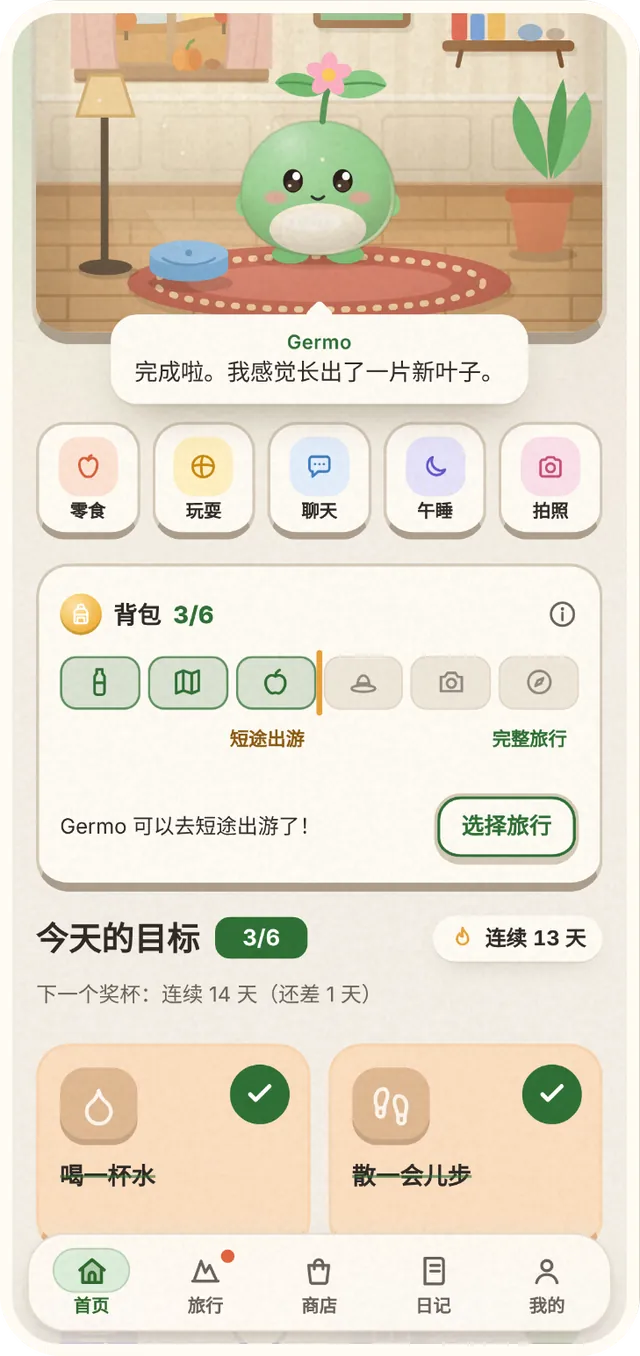 Germo
完成啦。我感觉长出了一片新叶子。
零食
玩耍
聊天
午睡
拍照
背包 3/6
短途出游
完整旅行
Germo 可以去短途出游了！
选择旅行
今天的目标 3/6
连续 13 天
下一个奖杯：连续 14 天（还差 1 天）
喝一杯水
散一会儿步
首页
旅行
商店
日记
我的